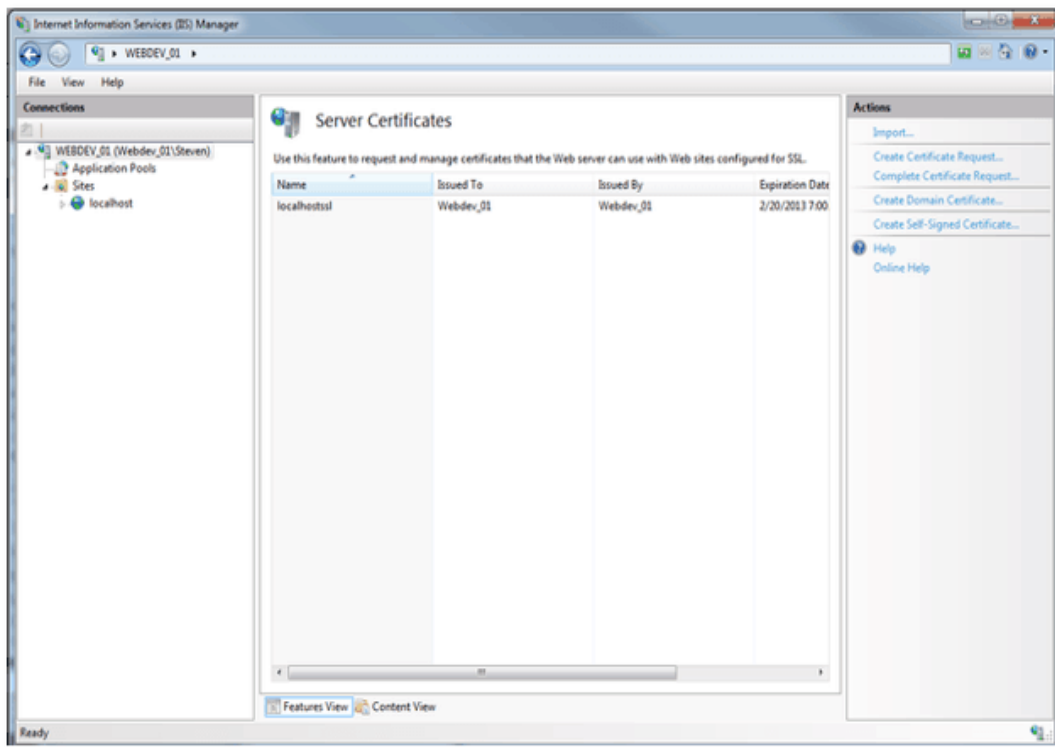 Internet Information Services (IIS) Manager
WEBDEV_01
File View Help
Connections
WEBDEV_01 (Webdev_01\Steven)
Application Pools
Sites
localhost
Server Certificates
Use this feature to request and manage certificates that the Web server can use with Web sites configured for SSL.
Name Issued To Issued By Expiration Date
localhostssl Webdev_01 Webdev_01 2/20/2013 7:00
Features View Content View
Actions
Import...
Create Certificate Request...
Complete Certificate Request...
Create Domain Certificate...
Create Self-Signed Certificate...
Help
Online Help
Ready